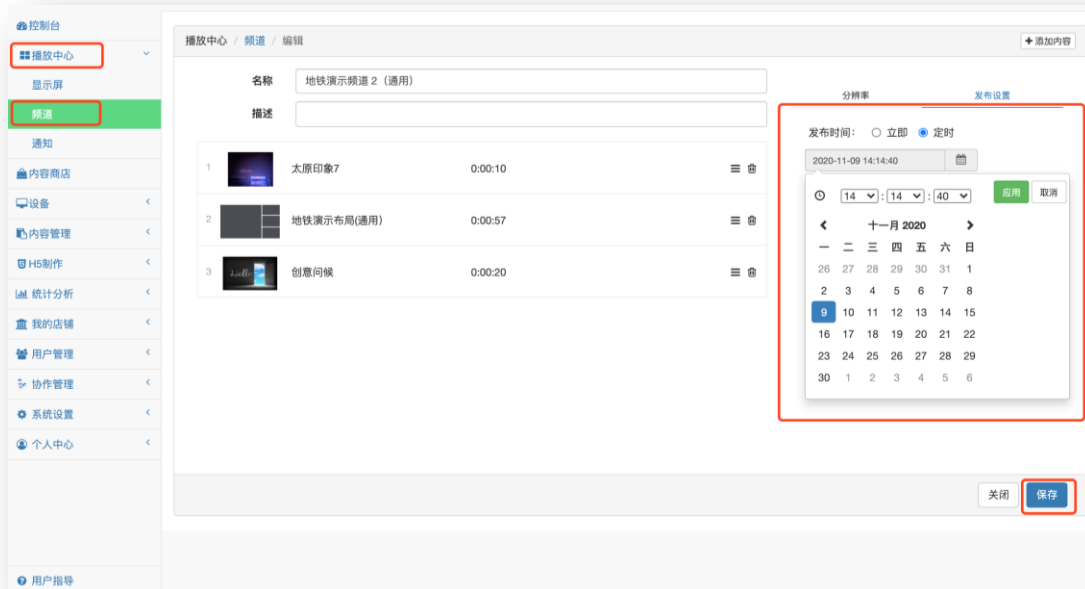 控制台
播放中心
显示屏
频道
通知
内容商店
设备
内容管理
H5制作
统计分析
我的店铺
用户管理
协作管理
系统设置
个人中心
用户指导
播放中心 / 频道 / 编辑
添加内容
名称 地铁演示频道 2（通用）
描述
1 太原印象7 0:00:10
2 地铁演示布局(通用) 0:00:57
3 创意问候 0:00:20
分辨率 发布设置
发布时间: 立即 定时
2020-11-09 14:14:40
14 : 14 : 40 应用 取消
十一月 2020
一 二 三 四 五 六 日
26 27 28 29 30 31 1
2 3 4 5 6 7 8
9 10 11 12 13 14 15
16 17 18 19 20 21 22
23 24 25 26 27 28 29
30 1 2 3 4 5 6
关闭 保存